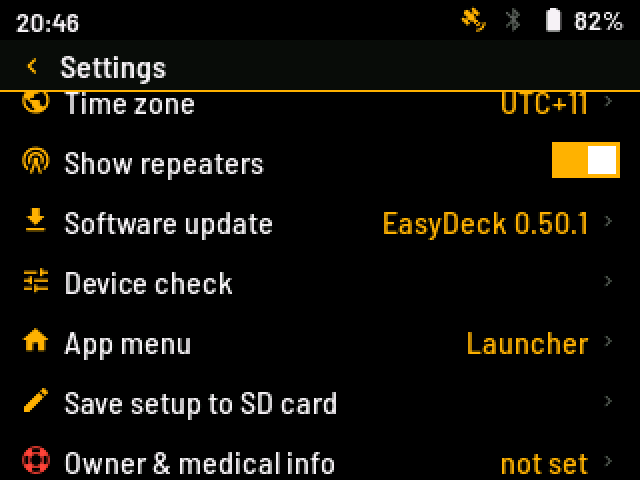 20:46
82%
Settings
Time zone UTC+11
Show repeaters
Software update EasyDeck 0.50.1
Device check
App menu Launcher
Save setup to SD card
Owner & medical info not set